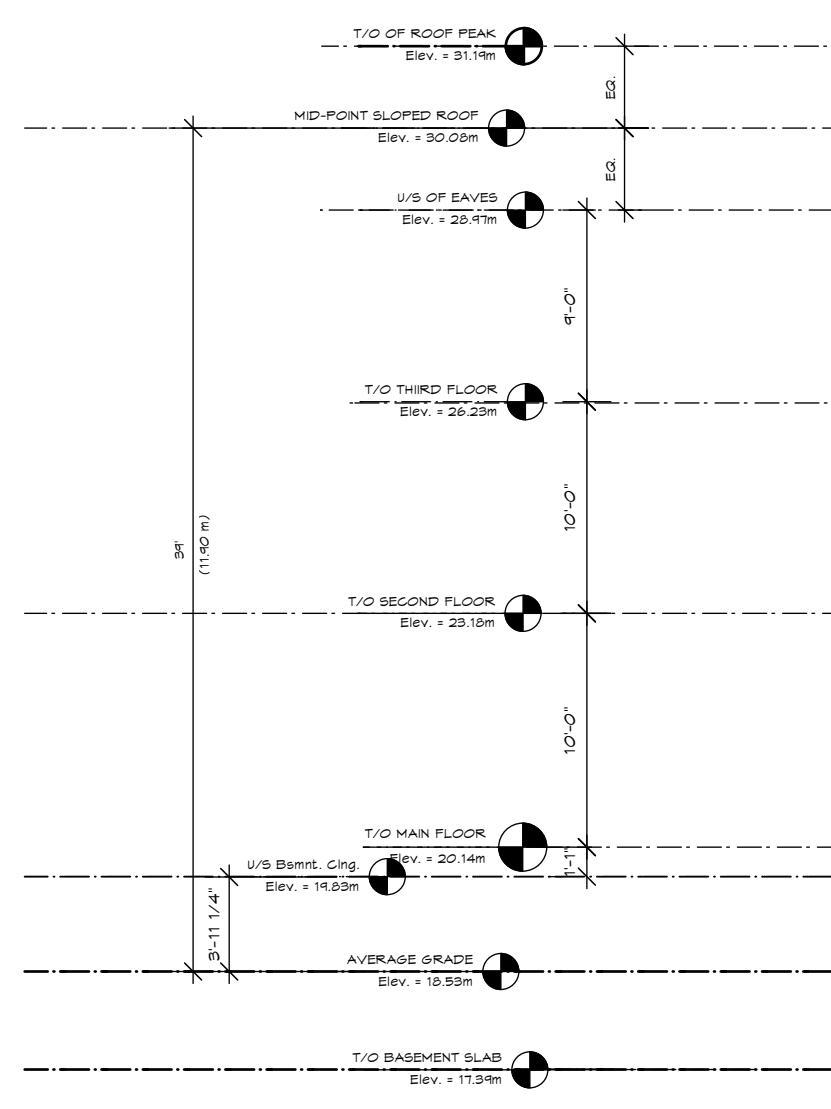 T/O OF ROOF PEAK
Elev. = 31.19m
EQ.
MID-POINT SLOPED ROOF
Elev. = 30.08m
EQ.
U/S OF EAVES
Elev. = 28.97m
9'-0"
T/O THIIRD FLOOR
Elev. = 26.23m
10'-0"
39'
(11.90 m)
T/O SECOND FLOOR
Elev. = 23.18m
10'-0"
T/O MAIN FLOOR
Elev. = 20.14m
1'-1"
U/S Bsmnt. Clng.
Elev. = 19.83m
3'-11 1/4"
AVERAGE GRADE
Elev. = 18.53m
T/O BASEMENT SLAB
Elev. = 17.39m